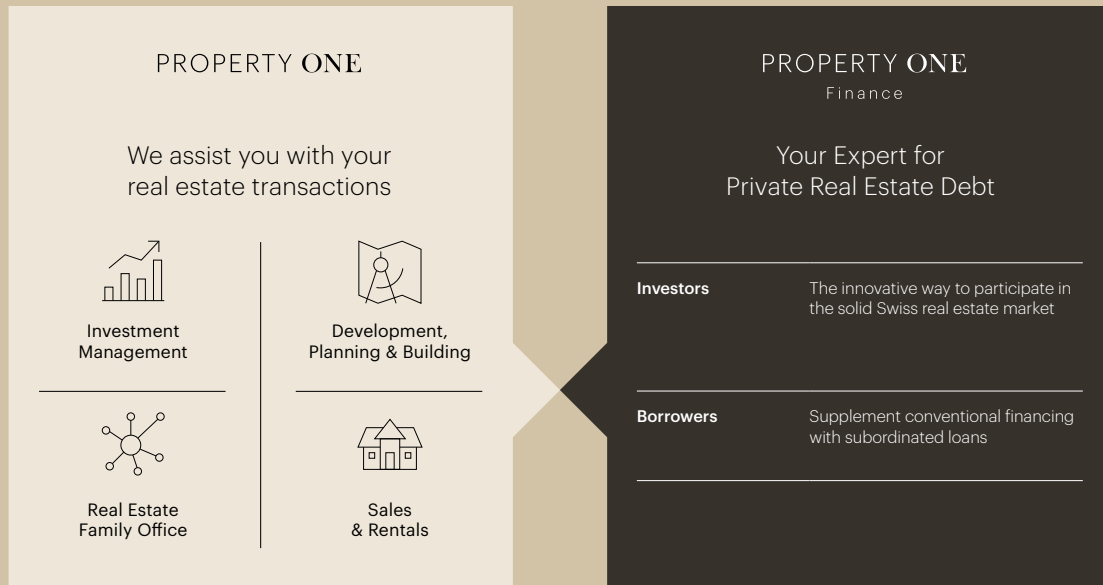 PROPERTY ONE
We assist you with your
real estate transactions
Investment
Management
Development,
Planning & Building
Real Estate
Family Office
Sales
& Rentals
PROPERTY ONE
Finance
Your Expert for
Private Real Estate Debt
Investors
The innovative way to participate in
the solid Swiss real estate market
Borrowers
Supplement conventional financing
with subordinated loans